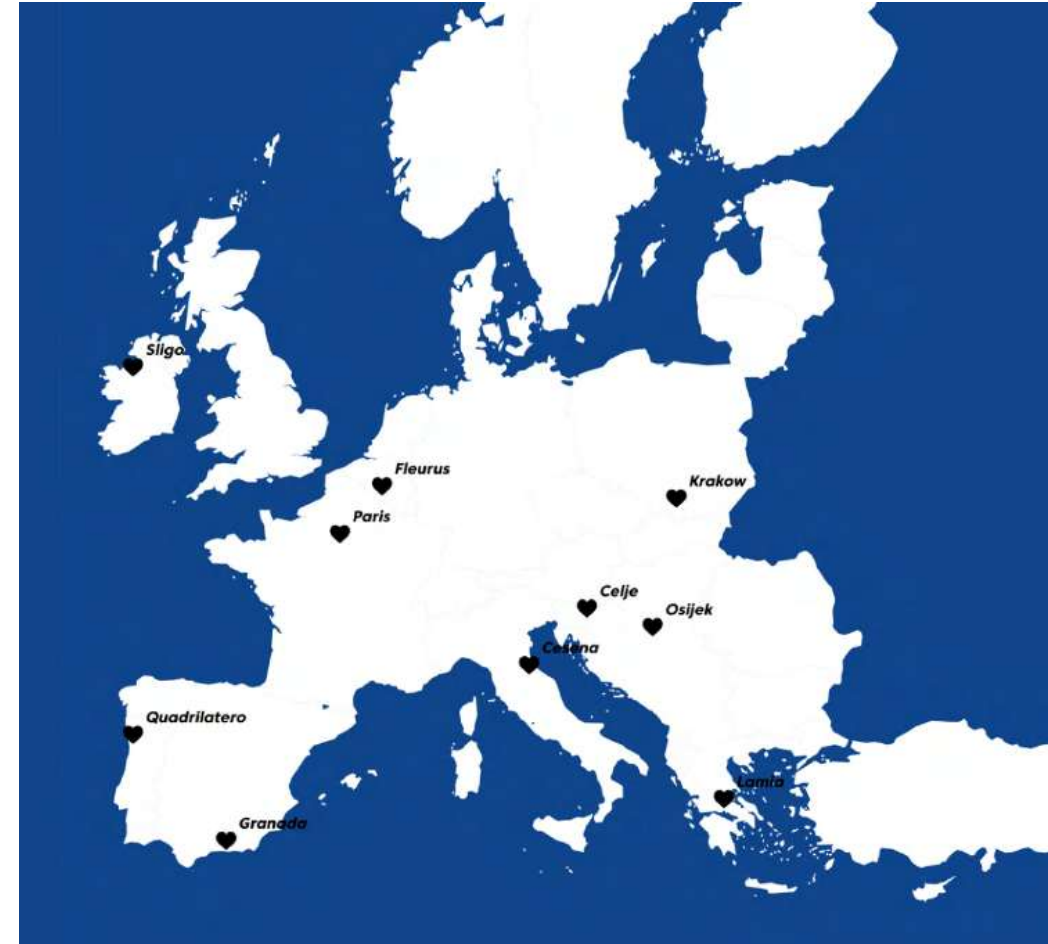 Sligo
Fleurus
Krakow
Paris
Celje
Osijek
Cesena
Quadrilatero
Lamia
Granada